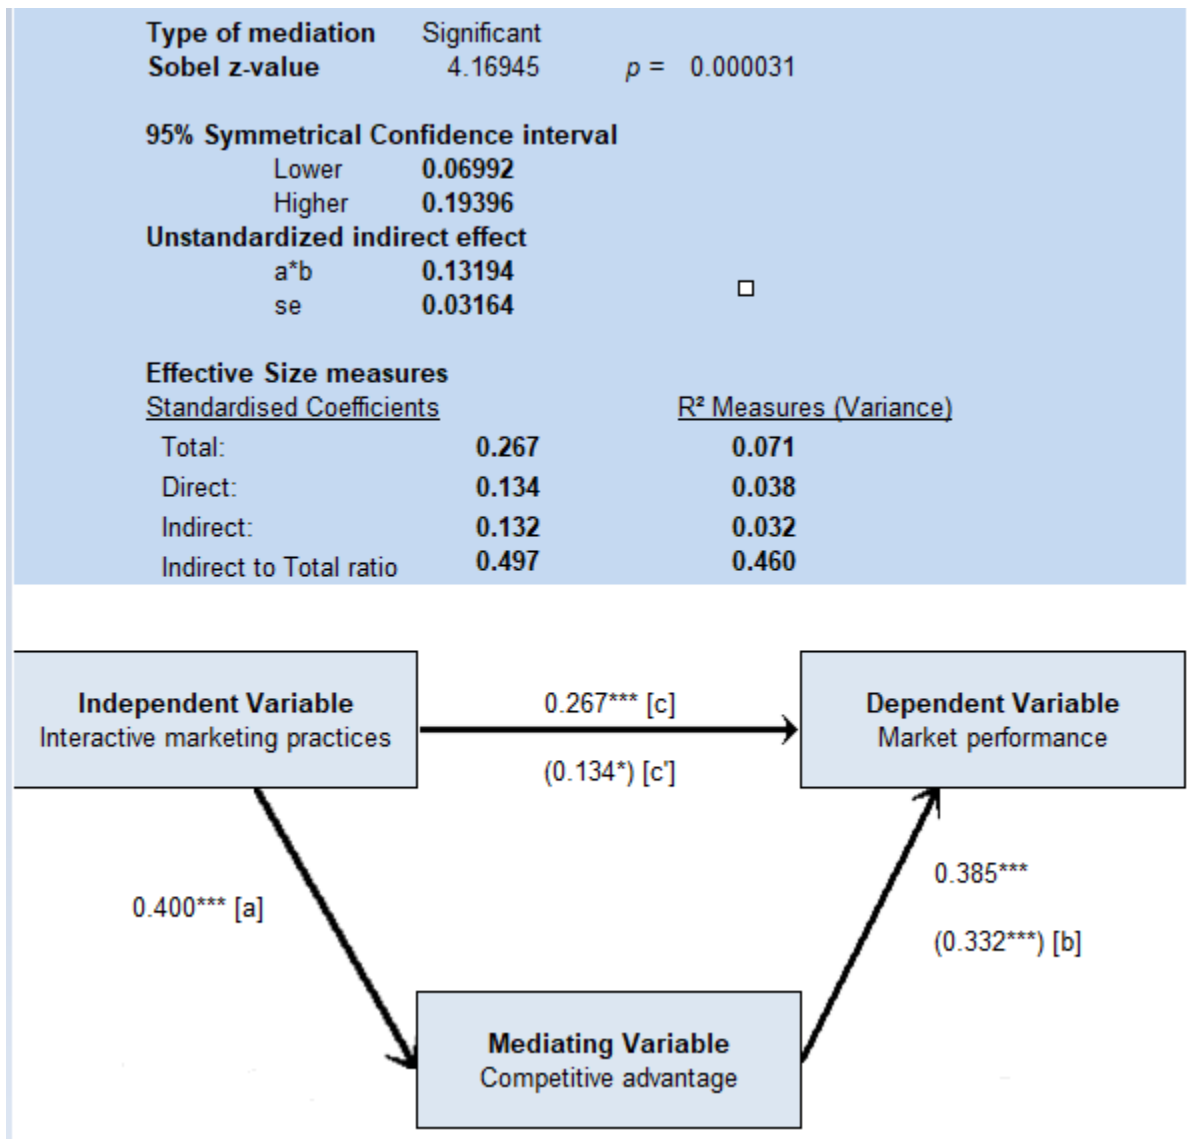 Type of mediation Significant
Sobel z-value 4.16945 p = 0.000031
95% Symmetrical Confidence interval
Lower 0.06992
Higher 0.19396
Unstandardized indirect effect
a*b 0.13194
se 0.03164
Effective Size measures
Standardised Coefficients R² Measures (Variance)
Total: 0.267 0.071
Direct: 0.134 0.038
Indirect: 0.132 0.032
Indirect to Total ratio 0.497 0.460
Independent Variable
Interactive marketing practices
0.267*** [c]
(0.134*) [c']
Dependent Variable
Market performance
0.400*** [a]
0.385***
(0.332***) [b]
Mediating Variable
Competitive advantage